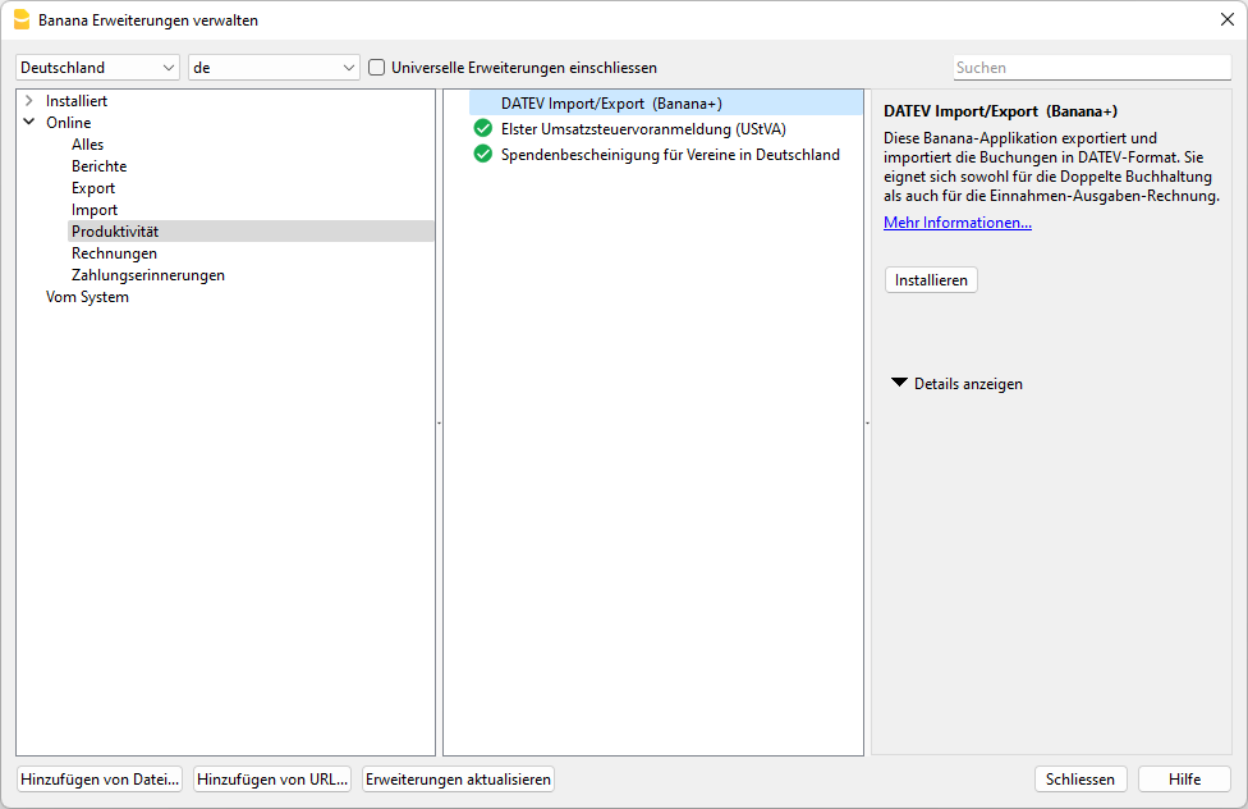 Banana Erweiterungen verwalten
Deutschland de Universelle Erweiterungen einschliessen Suchen
Installiert
Online
Alles
Berichte
Export
Import
Produktivität
Rechnungen
Zahlungserinnerungen
Vom System
DATEV Import/Export (Banana+)
Elster Umsatzsteuervoranmeldung (UStVA)
Spendenbescheinigung für Vereine in Deutschland
DATEV Import/Export (Banana+)
Diese Banana-Applikation exportiert und
importiert die Buchungen in DATEV-Format. Sie
eignet sich sowohl für die Doppelte Buchhaltung
als auch für die Einnahmen-Ausgaben-Rechnung.
Mehr Informationen...
Installieren
Details anzeigen
Hinzufügen von Datei... Hinzufügen von URL... Erweiterungen aktualisieren Schliessen Hilfe